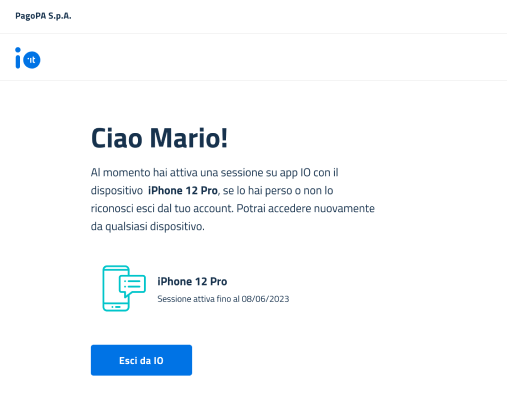 PagoPA S.p.A.
io it
Ciao Mario!
Al momento hai attiva una sessione su app IO con il
dispositivo iPhone 12 Pro, se lo hai perso o non lo
riconosci esci dal tuo account. Potrai accedere nuovamente
da qualsiasi dispositivo.
iPhone 12 Pro
Sessione attiva fino al 08/06/2023
Esci da IO